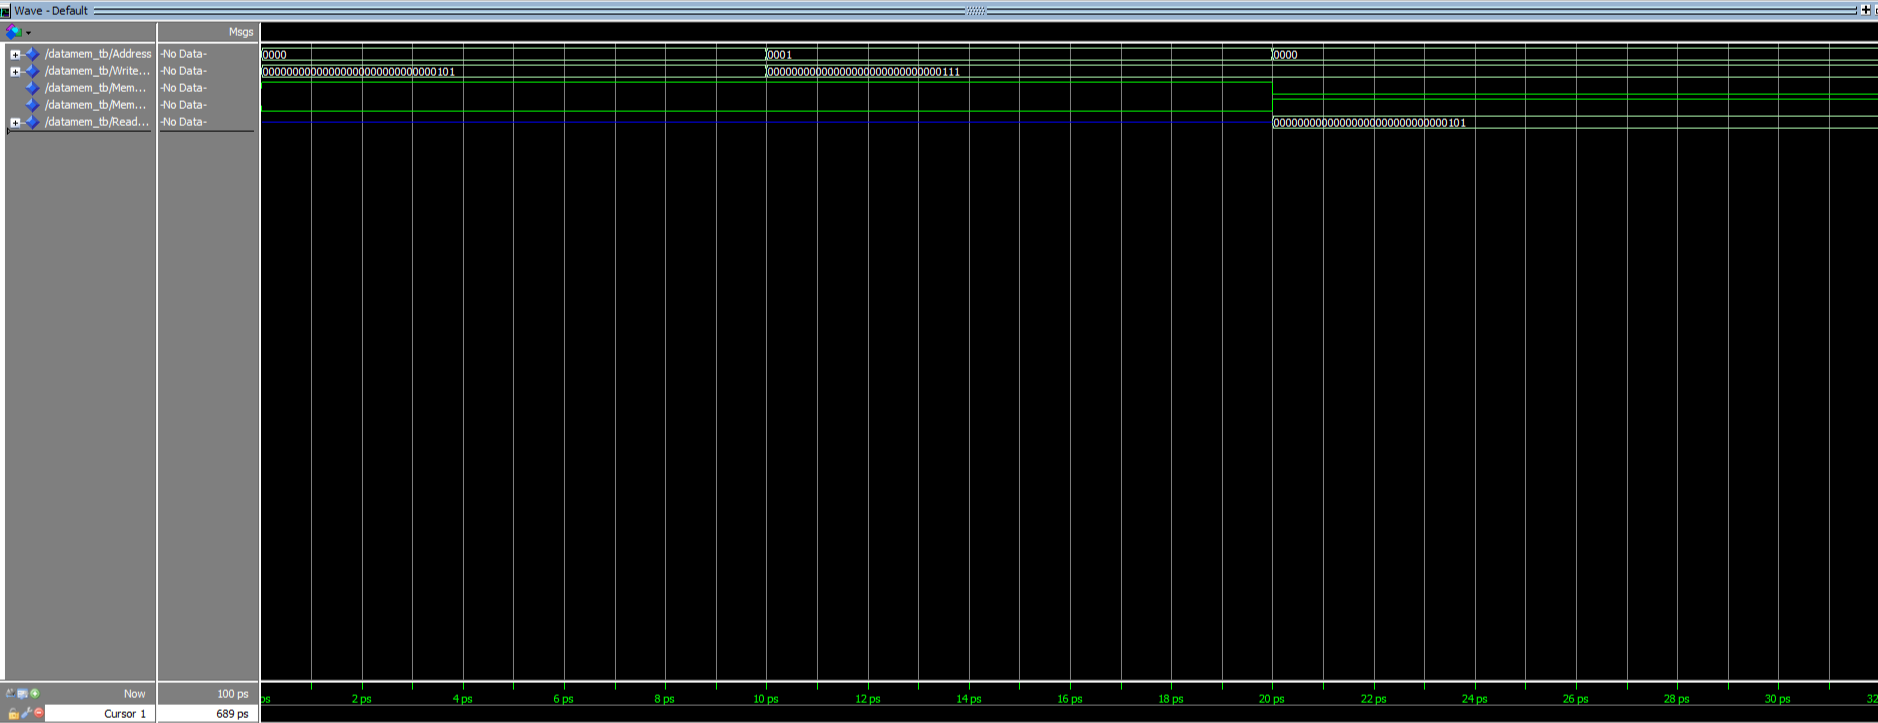 Wave - Default
Msgs
/datamem_tb/Address -No Data- 0000 0001 0000
/datamem_tb/Write... -No Data- 00000000000000000000000000000101 00000000000000000000000000000111
/datamem_tb/Mem... -No Data-
/datamem_tb/Mem... -No Data-
/datamem_tb/Read... -No Data- 00000000000000000000000000000101
Now 100 ps 2 ps 4 ps 6 ps 8 ps 10 ps 12 ps 14 ps 16 ps 18 ps 20 ps 22 ps 24 ps 26 ps 28 ps 30 ps 32
Cursor 1 689 ps